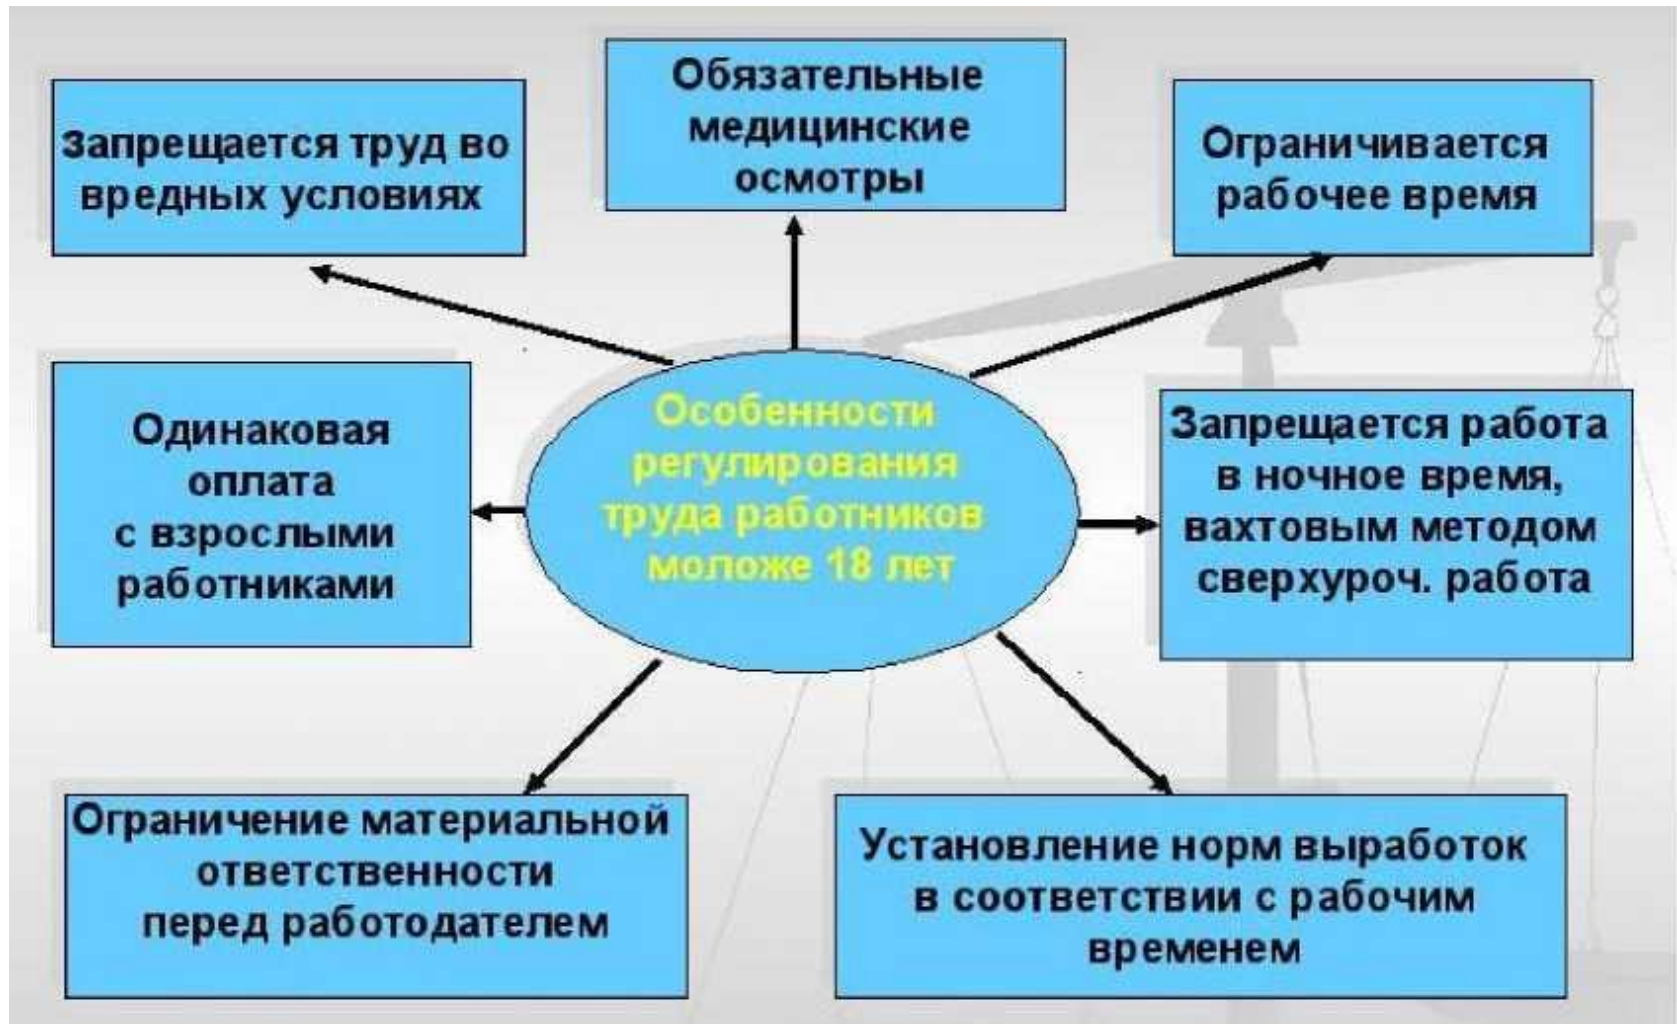 Обязательные
медицинские
осмотры
Запрещается труд во
вредных условиях
Ограничивается
рабочее время
Одинаковая
оплата
с взрослыми
работниками
Особенности
регулирования
труда работников
моложе 18 лет
Запрещается работа
в ночное время,
вахтовым методом
сверхуроч. работа
Ограничение материальной
ответственности
перед работодателем
Установление норм выработок
в соответствии с рабочим
временем